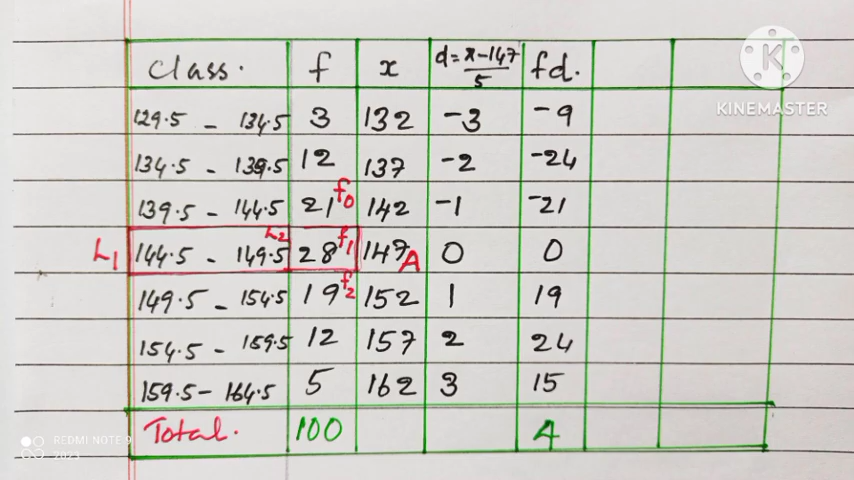 Class. f x d = x-147/5 fd.
K
KINEMASTER
129.5 - 134.5 3 132 -3 -9
134.5 - 139.5 12 137 -2 -24
139.5 - 144.5 21 f0 142 -1 -21
L1 144.5 - 149.5 L2 28 f1 147 A 0 0
149.5 - 154.5 19 f2 152 1 19
154.5 - 159.5 12 157 2 24
159.5 - 164.5 5 162 3 15
Total. 100 4
REDMI NOTE 9
2023